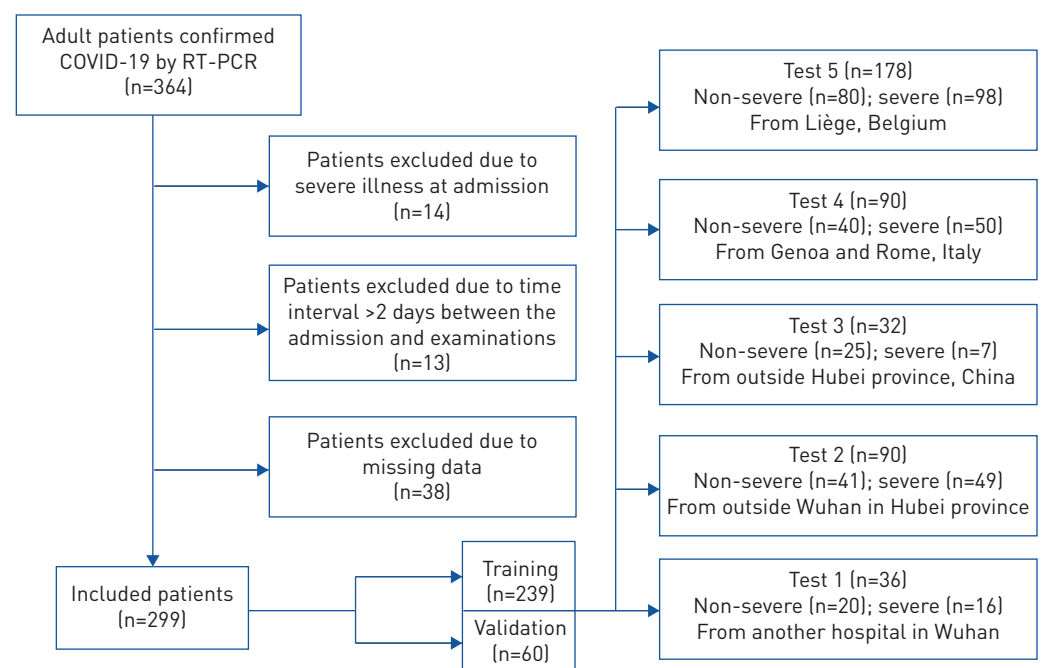 Adult patients confirmed
COVID-19 by RT-PCR
(n=364)
Patients excluded due to
severe illness at admission
(n=14)
Patients excluded due to time
interval >2 days between the
admission and examinations
(n=13)
Patients excluded due to
missing data
(n=38)
Included patients
(n=299)
Training
(n=239)
Validation
(n=60)
Test 5 (n=178)
Non-severe (n=80); severe (n=98)
From Liège, Belgium
Test 4 (n=90)
Non-severe (n=40); severe (n=50)
From Genoa and Rome, Italy
Test 3 (n=32)
Non-severe (n=25); severe (n=7)
From outside Hubei province, China
Test 2 (n=90)
Non-severe (n=41); severe (n=49)
From outside Wuhan in Hubei province
Test 1 (n=36)
Non-severe (n=20); severe (n=16)
From another hospital in Wuhan